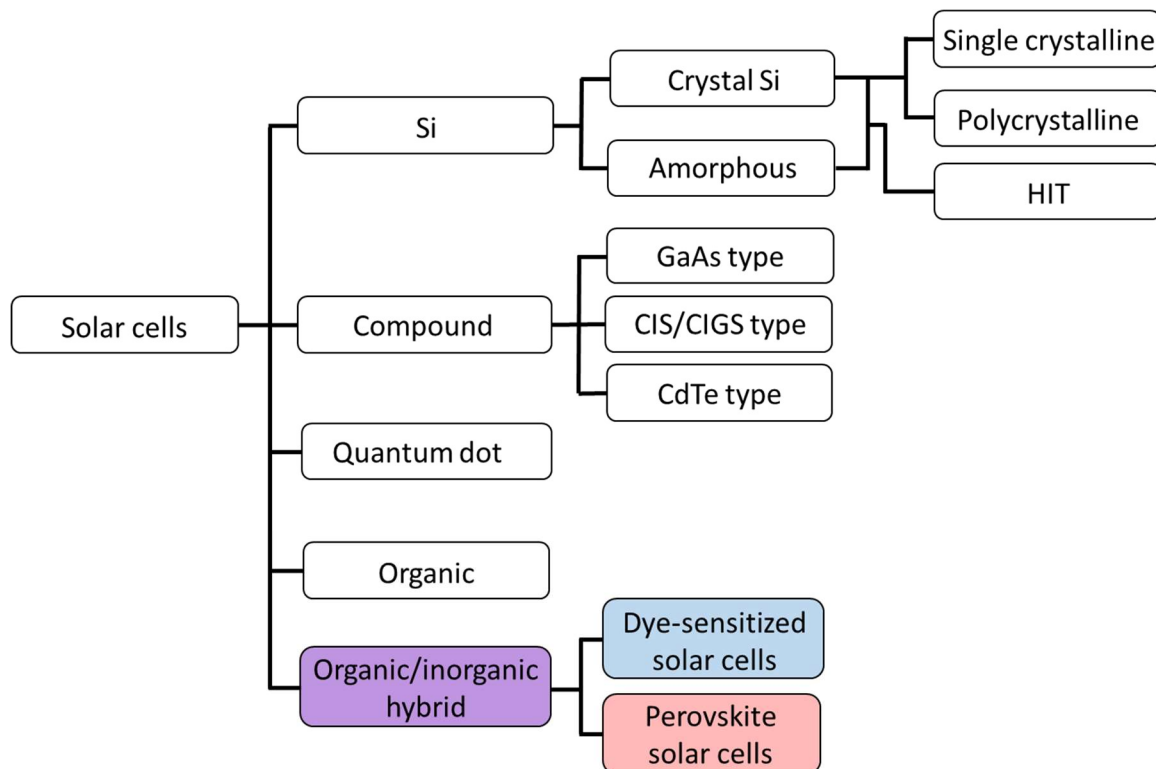 Single crystalline
Crystal Si
Polycrystalline
Si
Amorphous
HIT
GaAs type
Solar cells
Compound
CIS/CIGS type
CdTe type
Quantum dot
Organic
Dye-sensitized
solar cells
Organic/inorganic
hybrid
Perovskite
solar cells